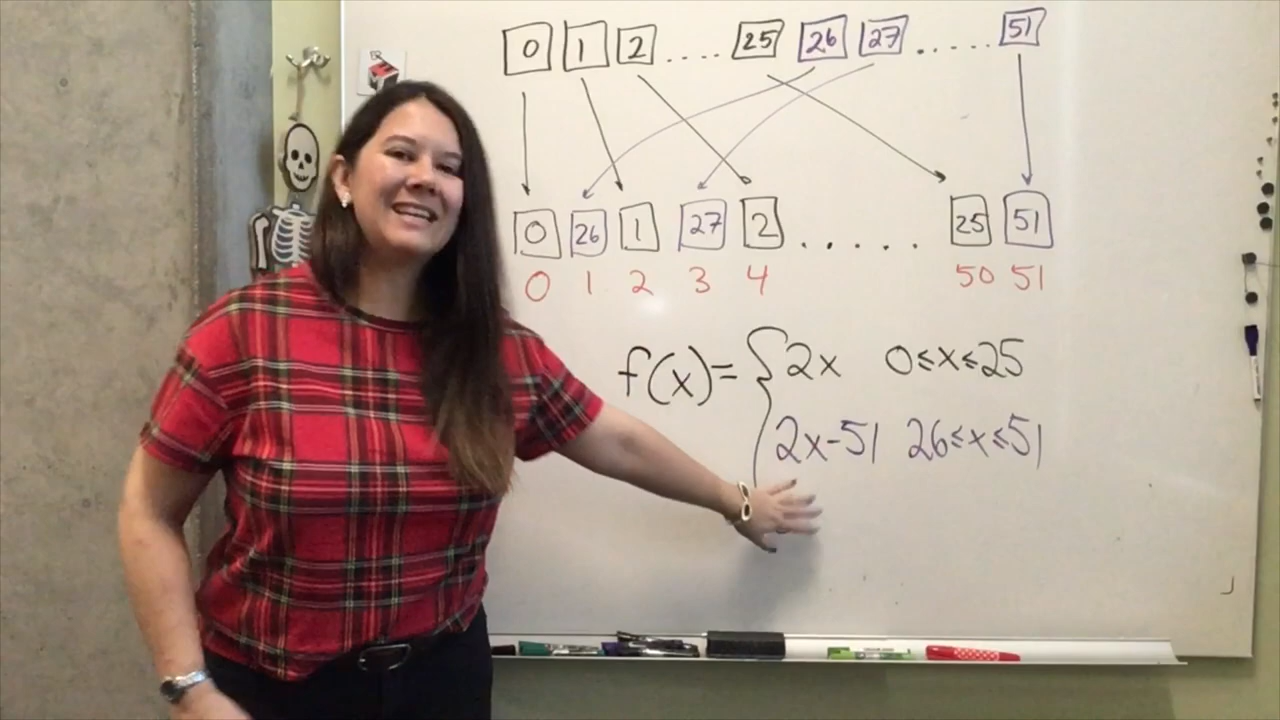 0 1 2 ..... 25 26 27 ..... 51
0 26 1 27 2 ...... 25 51
0 1 2 3 4 50 51
f(x)= { 2x 0≤x≤25
2x-51 26≤x≤51